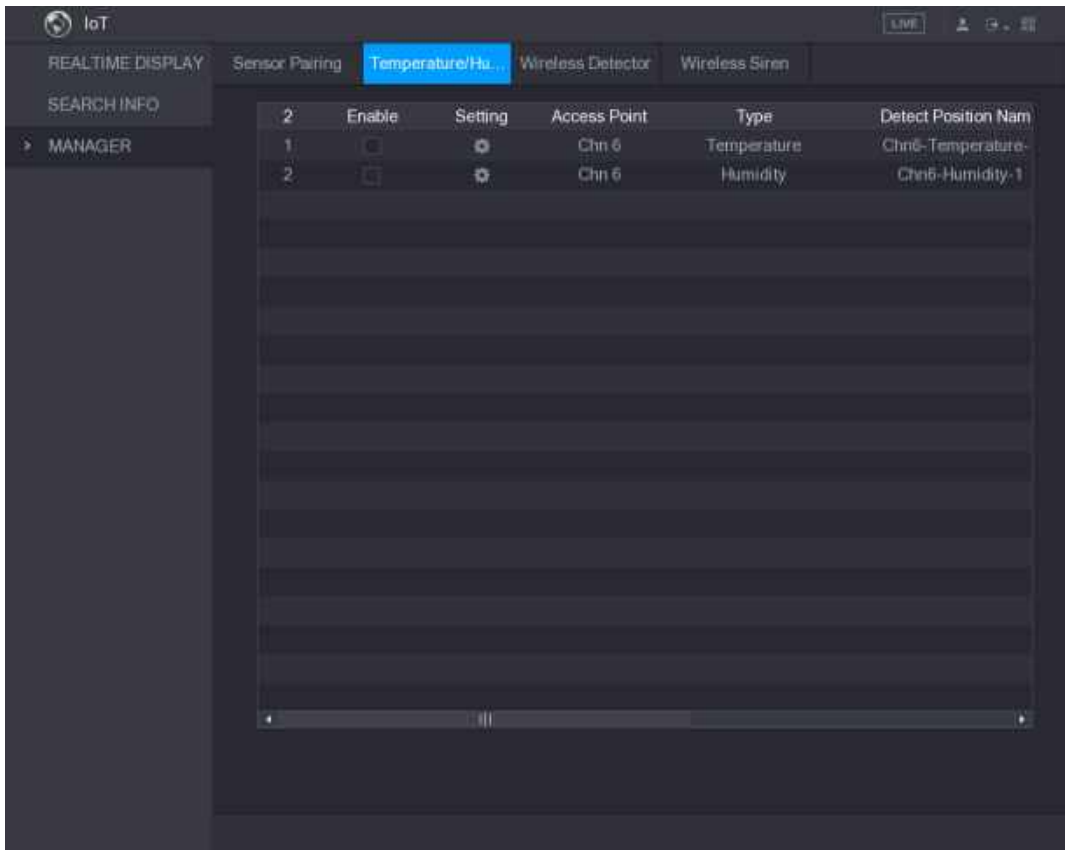 IoT LIVE
REALTIME DISPLAY
SEARCH INFO
MANAGER
Sensor Pairing Temperature/Hu... Wireless Detector Wireless Siren
2 Enable Setting Access Point Type Detect Position Nam
1 Chn 6 Temperature Chn6-Temperature-
2 Chn 6 Humidity Chn6-Humidity-1